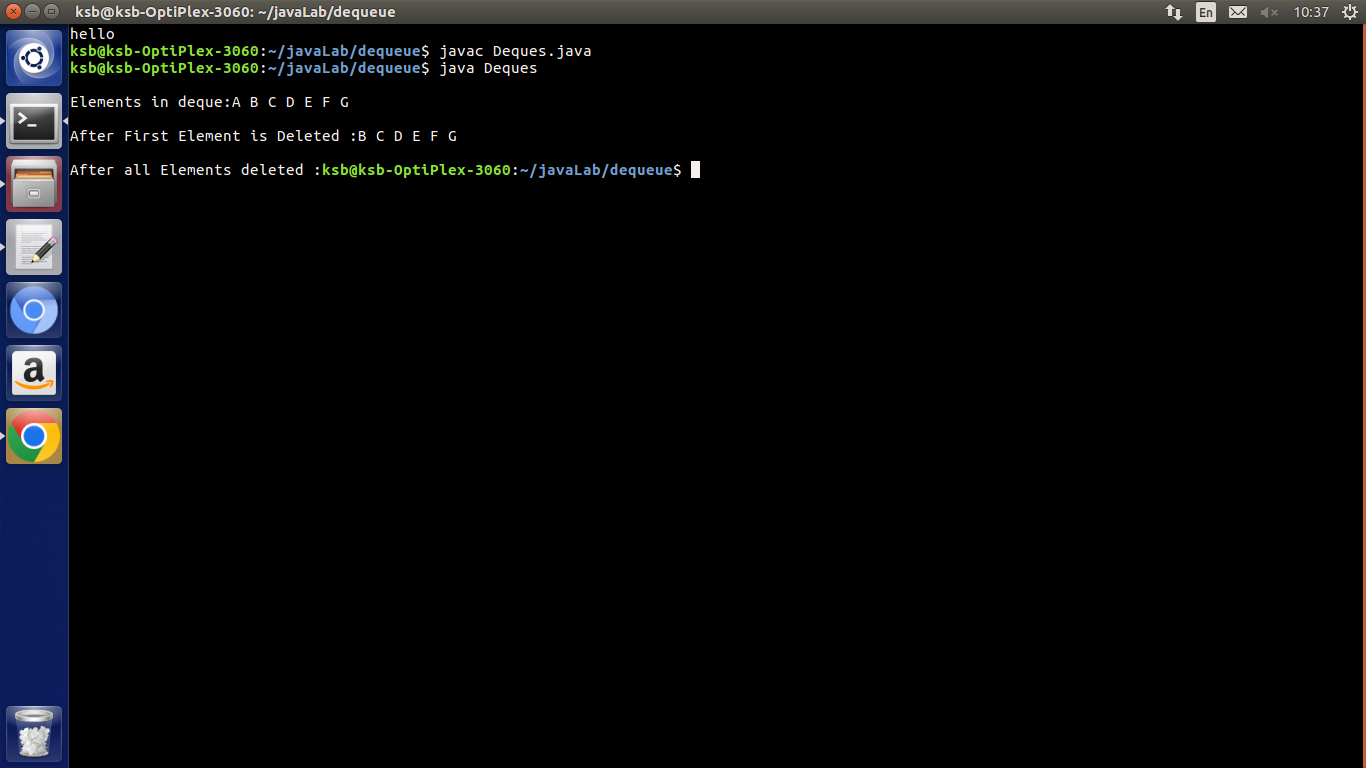 ksb@ksb-OptiPlex-3060: ~/javaLab/dequeue
En
10:37
hello
ksb@ksb-OptiPlex-3060:~/javaLab/dequeue$ javac Deques.java
ksb@ksb-OptiPlex-3060:~/javaLab/dequeue$ java Deques
Elements in deque:A B C D E F G
After First Element is Deleted :B C D E F G
After all Elements deleted :ksb@ksb-OptiPlex-3060:~/javaLab/dequeue$
>_
a